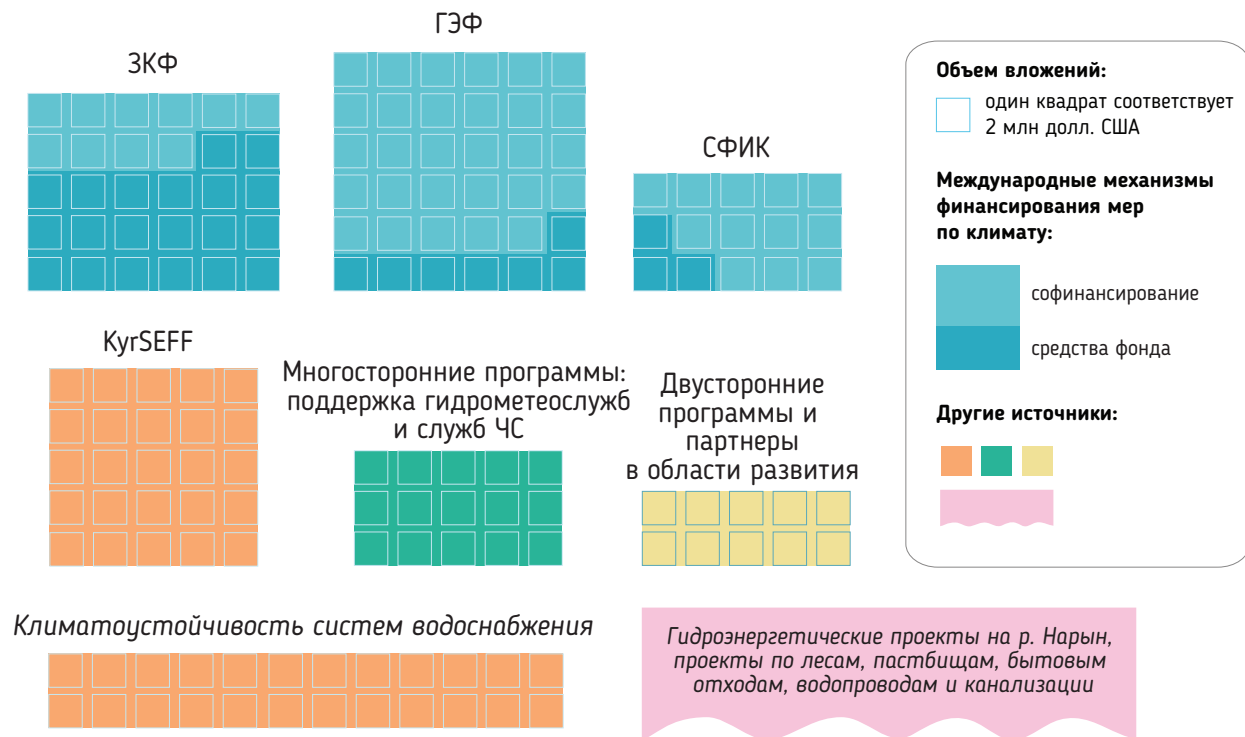 ЗКФ
ГЭФ
СФИК
KyrSEFF
Многосторонние программы:
поддержка гидрометеослужб
и служб ЧС
Двусторонние
программы и
партнеры
в области развития
Климатоустойчивость систем водоснабжения
Гидроэнергетические проекты на р. Нарын,
проекты по лесам, пастбищам, бытовым
отходам, водопроводам и канализации
Объем вложений:
один квадрат соответствует
2 млн долл. США
Международные механизмы
финансирования мер
по климату:
софинансирование
средства фонда
Другие источники: